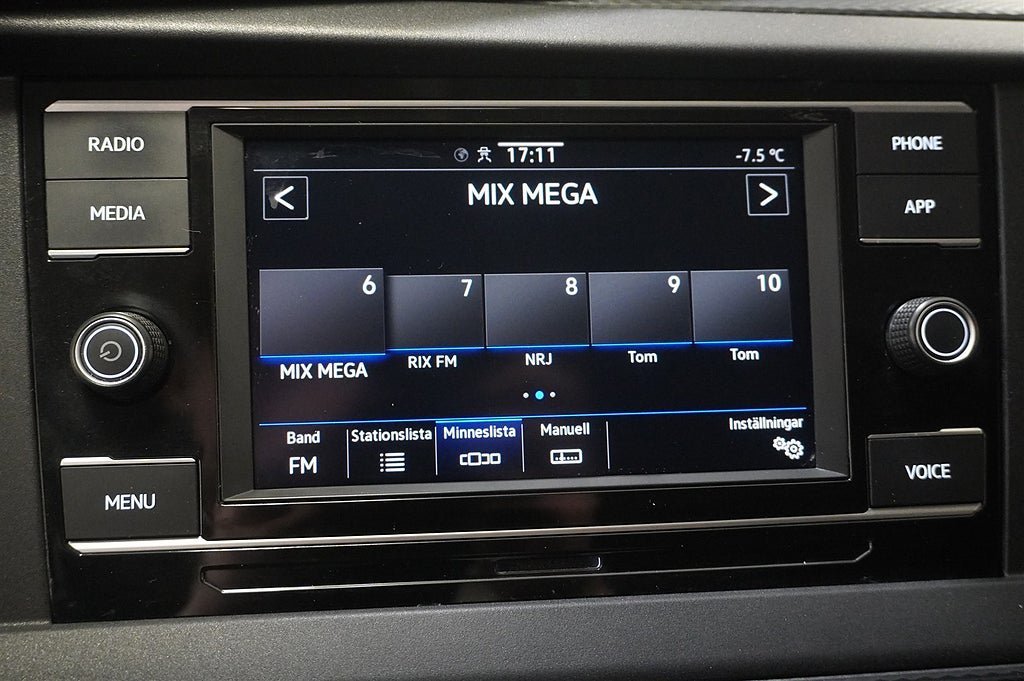 RADIO
MEDIA
MENU
17:11
-7.5 °C
MIX MEGA
6
7
8
9
10
MIX MEGA
RIX FM
NRJ
Tom
Tom
Band
FM
Stationslista
Minneslista
Manuell
Inställningar
PHONE
APP
VOICE